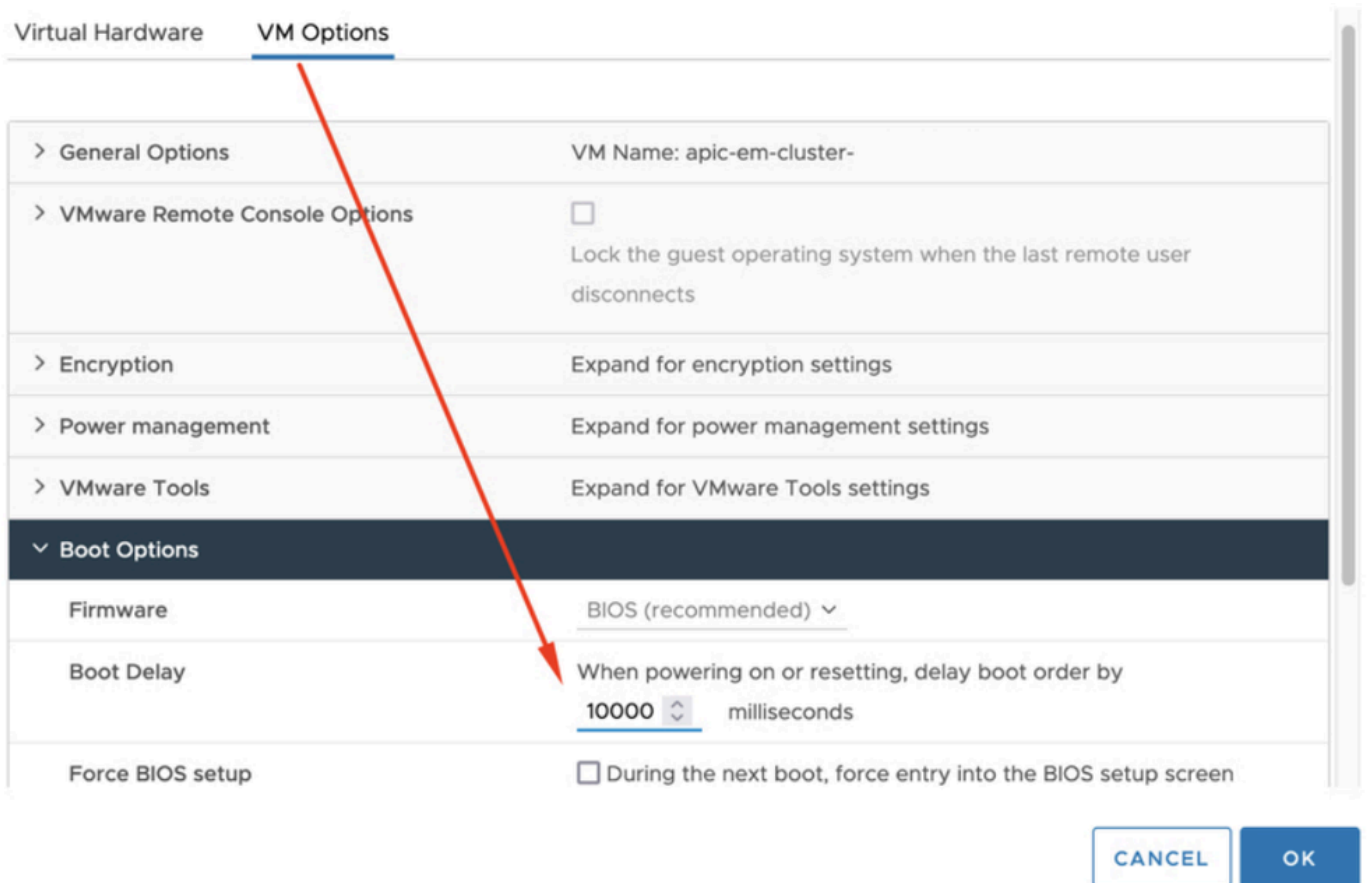 Virtual Hardware VM Options
General Options VM Name: apic-em-cluster-
VMware Remote Console Options
Lock the guest operating system when the last remote user
disconnects
Encryption Expand for encryption settings
Power management Expand for power management settings
VMware Tools Expand for VMware Tools settings
Boot Options
Firmware BIOS (recommended)
Boot Delay When powering on or resetting, delay boot order by
10000 milliseconds
Force BIOS setup During the next boot, force entry into the BIOS setup screen
CANCEL OK